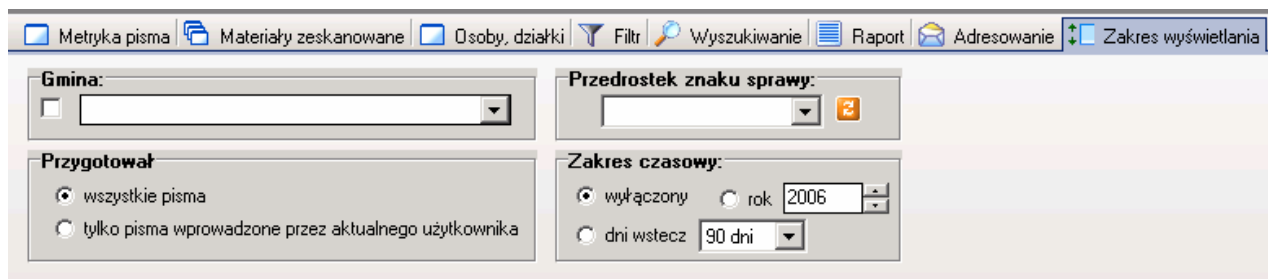 Metryka pisma Materiały zeskanowane Osoby, działki Filtr Wyszukiwanie Raport Adresowanie Zakres wyświetlania
Gmina:
Przedrostek znaku sprawy:
Przygotował
wszystkie pisma
tylko pisma wprowadzone przez aktualnego użytkownika
Zakres czasowy:
wyłączony rok 2006
dni wstecz 90 dni